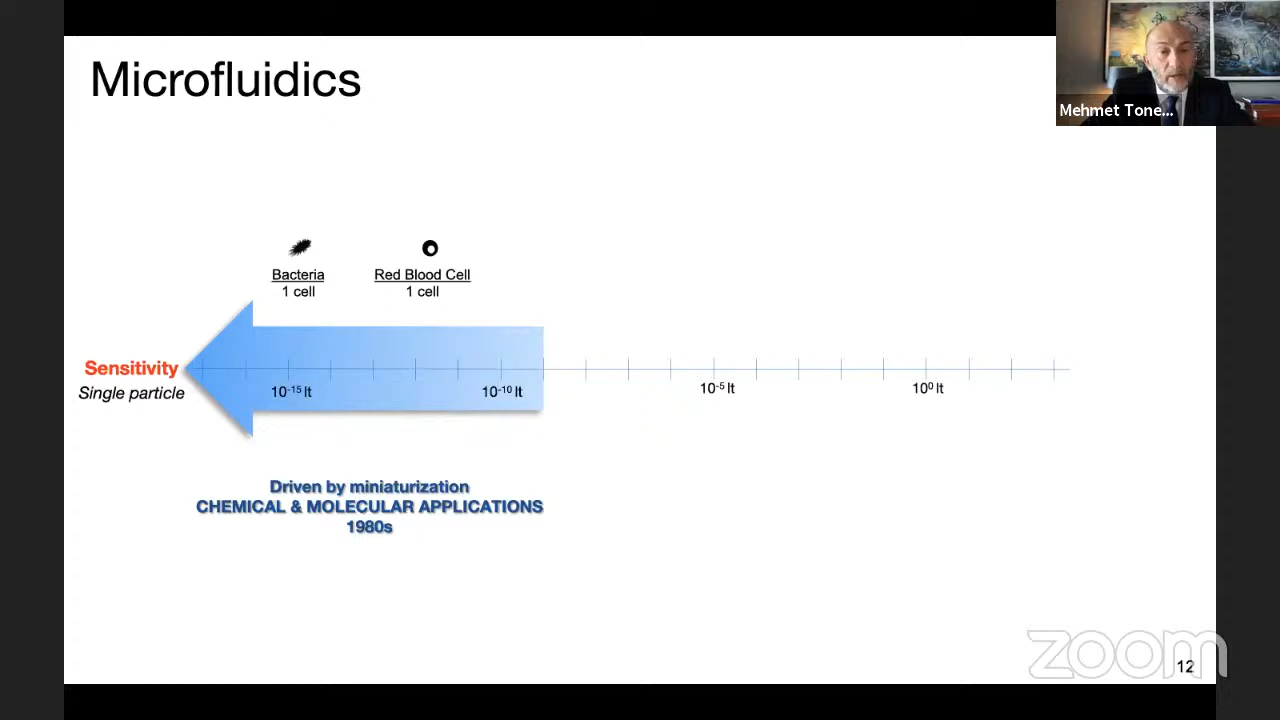 Microfluidics
Mehmet Tone...
Bacteria
1 cell
Red Blood Cell
1 cell
Sensitivity
Single particle
10⁻¹⁵ lt
10⁻¹⁰ lt
10⁻⁵ lt
10⁰ lt
Driven by miniaturization
CHEMICAL & MOLECULAR APPLICATIONS
1980s
zoom
12